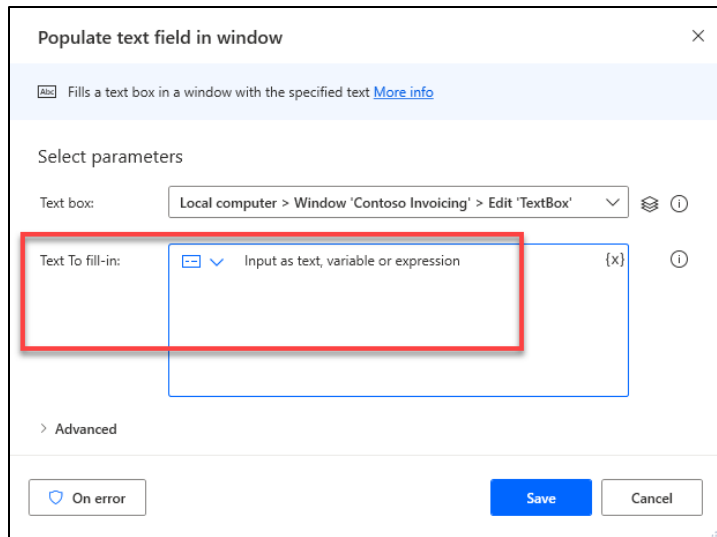 Populate text field in window
Abc Fills a text box in a window with the specified text More info
Select parameters
Text box: Local computer > Window 'Contoso Invoicing' > Edit 'TextBox'
Text To fill-in: Input as text, variable or expression {x}
Advanced
On error Save Cancel